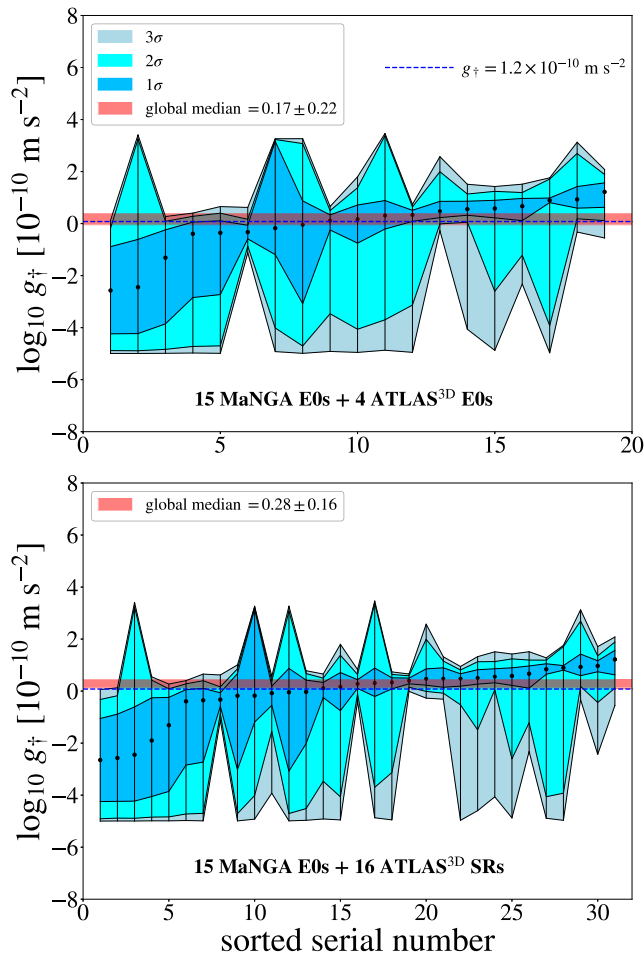 8
6
4
2
0
−2
−4
−6
−8
log₁₀ g† [10⁻¹⁰ m s⁻²]
3σ
2σ
1σ
global median = 0.17 ± 0.22
g† = 1.2 × 10⁻¹⁰ m s⁻²
15 MaNGA E0s + 4 ATLAS³ᴰ E0s
0 5 10 15 20
8
6
4
2
0
−2
−4
−6
−8
log₁₀ g† [10⁻¹⁰ m s⁻²]
global median = 0.28 ± 0.16
15 MaNGA E0s + 16 ATLAS³ᴰ SRs
0 5 10 15 20 25 30
sorted serial number